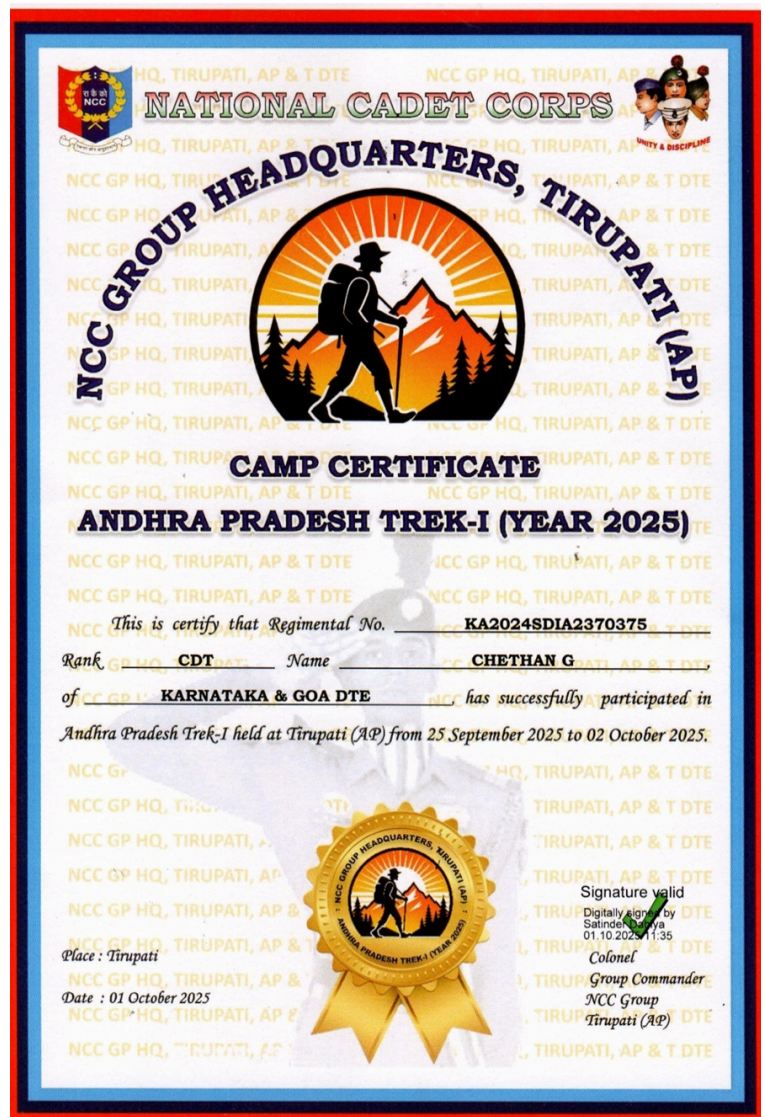 रा के को
NCC
NATIONAL CADET CORPS
UNITY & DISCIPLINE
NCC GROUP HEADQUARTERS, TIRUPATI (AP)
CAMP CERTIFICATE
ANDHRA PRADESH TREK-I (YEAR 2025)
This is certify that Regimental No. KA2024SDIA2370375
Rank CDT Name CHETHAN G,
of KARNATAKA & GOA DTE, has successfully participated in
Andhra Pradesh Trek-I held at Tirupati (AP) from 25 September 2025 to 02 October 2025.
NCC GROUP HEADQUARTERS, TIRUPATI (AP)
ANDHRA PRADESH TREK-I (YEAR 2025)
Signature valid
Digitally signed by
Satinder Dahiya
01.10.2025 11:35
Place : Tirupati
Date : 01 October 2025
Colonel
Group Commander
NCC Group
Tirupati (AP)
NCC GP HQ, TIRUPATI, AP & T DTE